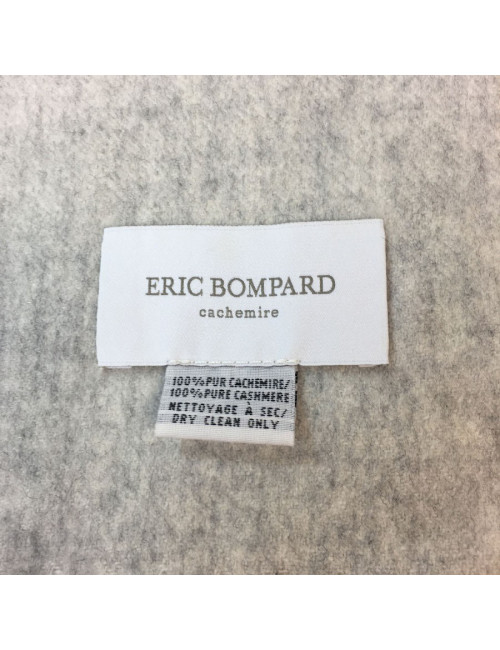 ERIC BOMPARD
cachemire
100% PUR CACHEMIRE/
100% PURE CASHMERE
NETTOYAGE À SEC/
DRY CLEAN ONLY